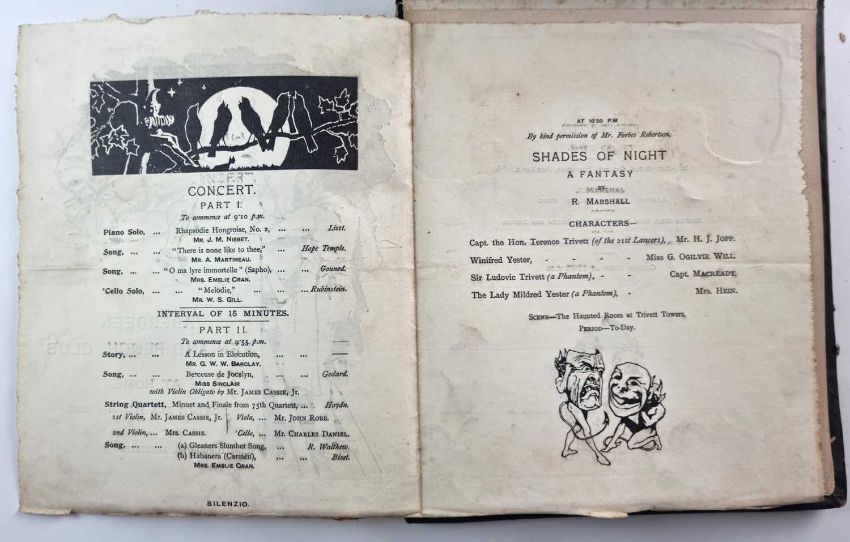 CONCERT.
PART I.
To commence at 9·10 p.m.
Piano Solo, ... Rhapsodie Hongroise, No. 2, ... ... Liszt.
MR. J. M. NISBET.
Song, ... ... "There is none like to thee," ... Hope Temple.
MR. A. MARTINEAU.
Song, ... ... "O ma lyre immortelle" (Sapho), ... ... Gounod.
MRS. EMSLIE CRAN.
'Cello Solo, ... ... "Melodie," ... ... Rubinstein.
MR. W. S. GILL.
INTERVAL OF 15 MINUTES.
PART II.
To commence at 9·55 p.m.
Story, ... ... A Lesson in Elocution, ... ...
MR. G. W. W. BARCLAY.
Song, ... ... Berceuse de Jocelyn, ... ... Godard.
MISS SINCLAIR
with Violin Obligato by MR. JAMES CASSIE, Jr.
String Quartett, Minuet and Finale from 75th Quartett, ... Haydn.
1st Violin, MR. JAMES CASSIE, Jr. Viola, ... MR. JOHN ROBB.
2nd Violin, ... MRS. CASSIE. 'Cello, ... MR. CHARLES DANIEL.
Song, ... ... (a) Gleaners Slumber Song, ... R. Walthew.
(b) Habanera (Carmen), ... ... Bizet.
MRS. EMSLIE CRAN.
SILENZIO.
AT 10·50 P.M
By kind permission of Mr. Forbes Robertson,
SHADES OF NIGHT
A FANTASY
BY
R. MARSHALL
CHARACTERS—
Capt. the Hon. Terence Trivett (of the 21st Lancers), MR. H. J. JOPP.
Winifred Yester, - - - - MISS G. OGILVIE WILL.
Sir Ludovic Trivett (a Phantom), - - CAPT. MACREADY.
The Lady Mildred Yester (a Phantom), - MRS. HEIN.
SCENE—The Haunted Room at Trivett Towers.
PERIOD—To-Day.